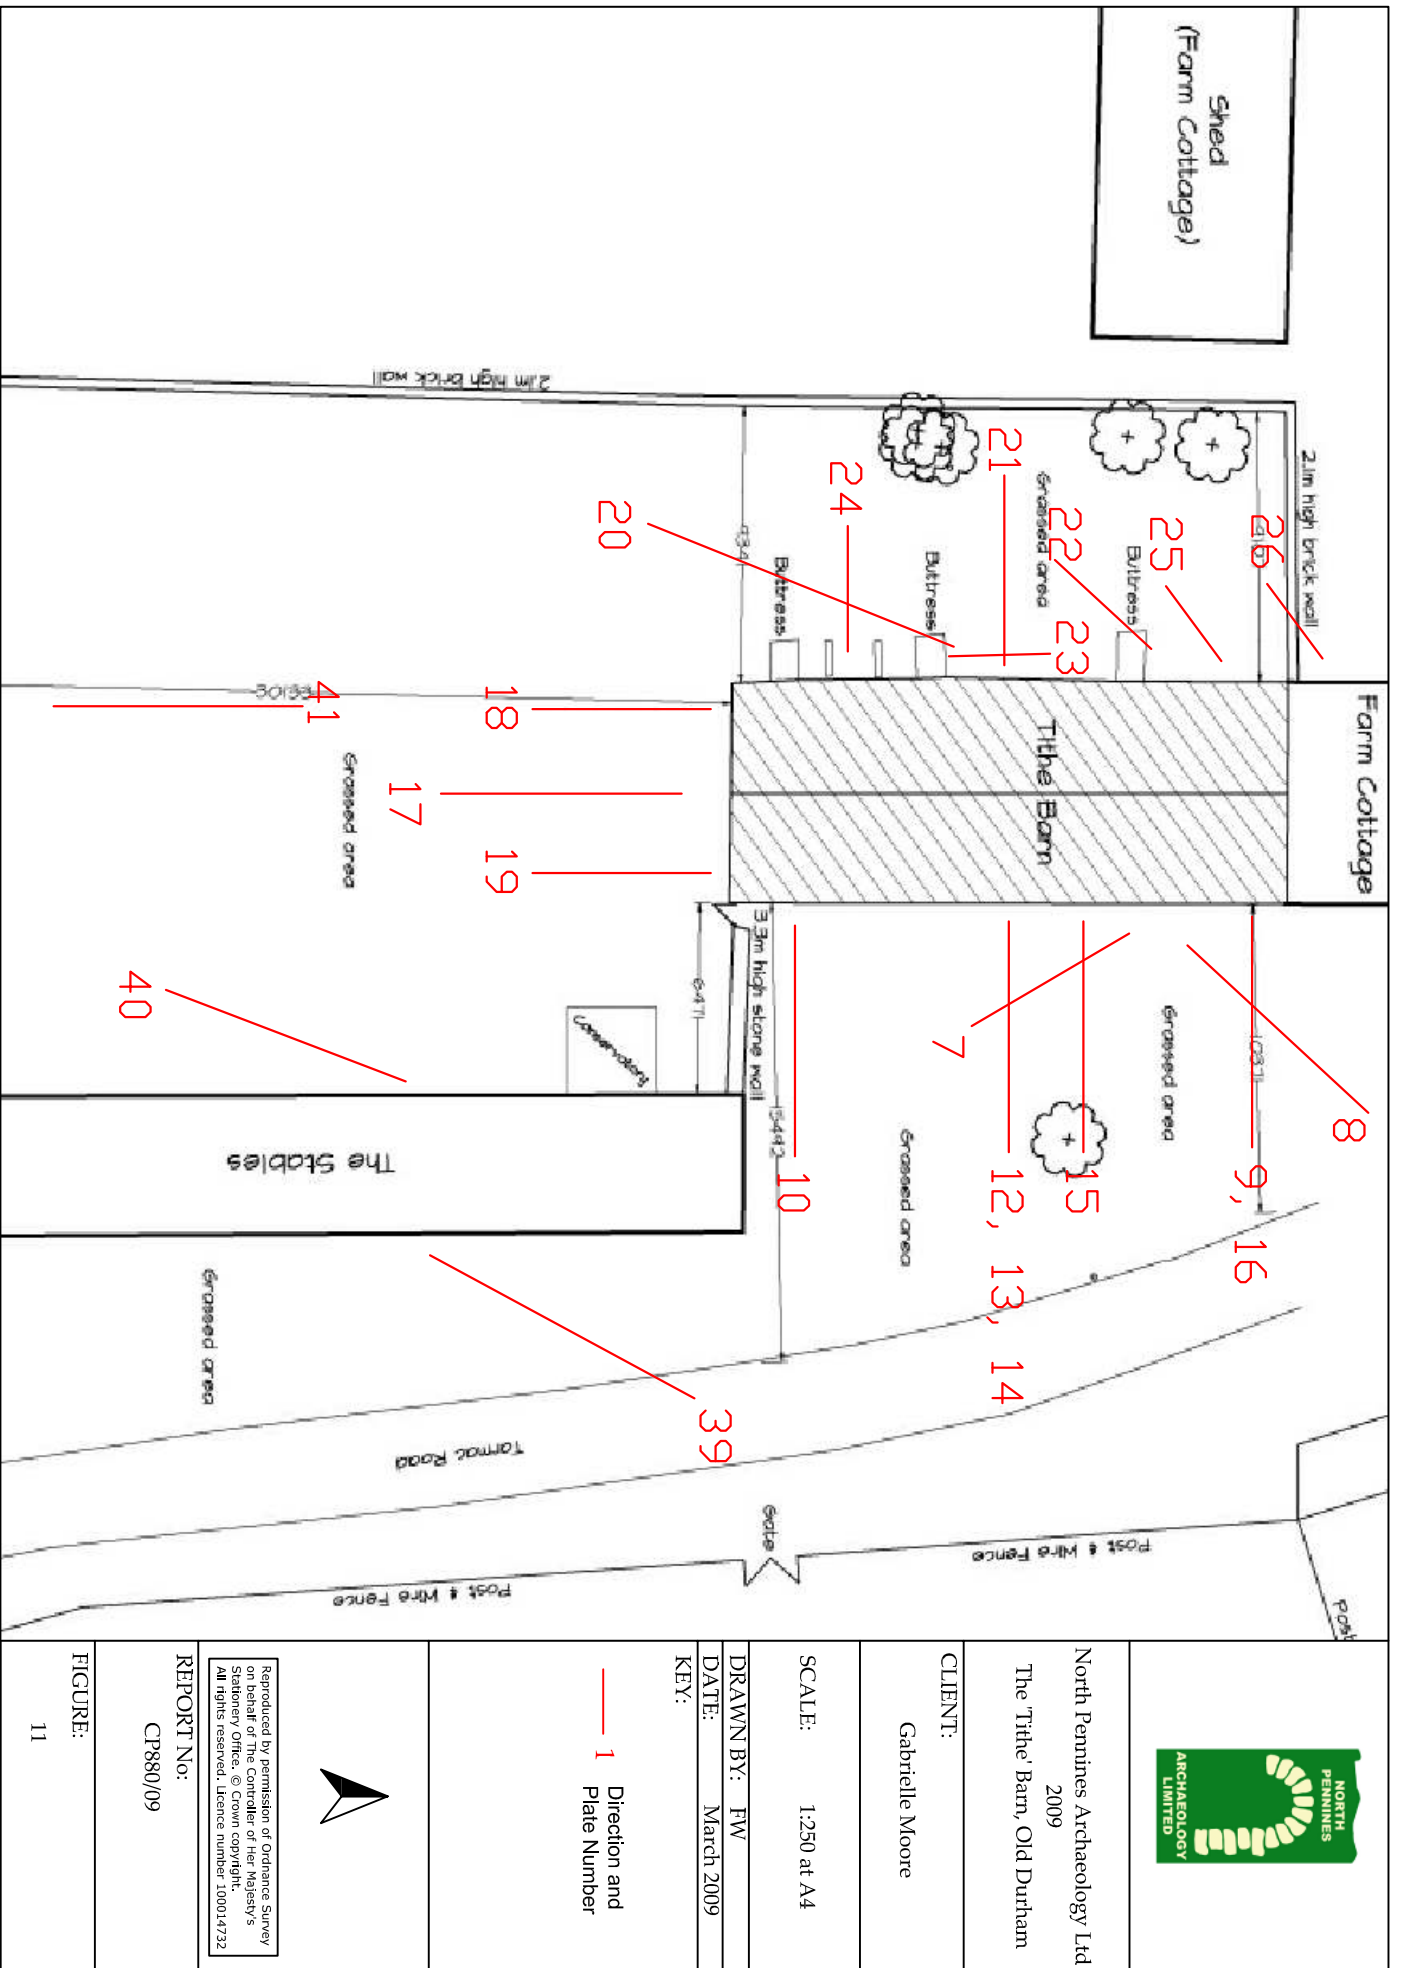 Shed
(Farm Cottage)
2.1m high brick wall
2.1m high brick wall
Farm Cottage
Tithe Barn
Grassed area
Buttress
Buttress
Buttress
20
24
21
22
25
26
23
41
18
17
19
40
Grassed area
3.3m high stone wall
The Stables
7
8
9, 16
10
12, 13, 14
15
39
Grassed area
Grassed area
Grassed area
Tarmac Road
Gate
Post & Wire Fence
Post & Wire Fence
Post
NORTH
PENNINES
ARCHAEOLOGY
LIMITED
North Pennines Archaeology Ltd
2009
The 'Tithe' Barn, Old Durham
CLIENT:
Gabrielle Moore
SCALE: 1:250 at A4
DRAWN BY: FW
DATE: March 2009
KEY:
1 Direction and
Plate Number
Reproduced by permission of Ordnance Survey
on behalf of The Controller of Her Majesty's
Stationery Office. © Crown copyright.
All rights reserved. Licence number 100014732
REPORT No:
CP880/09
FIGURE:
11